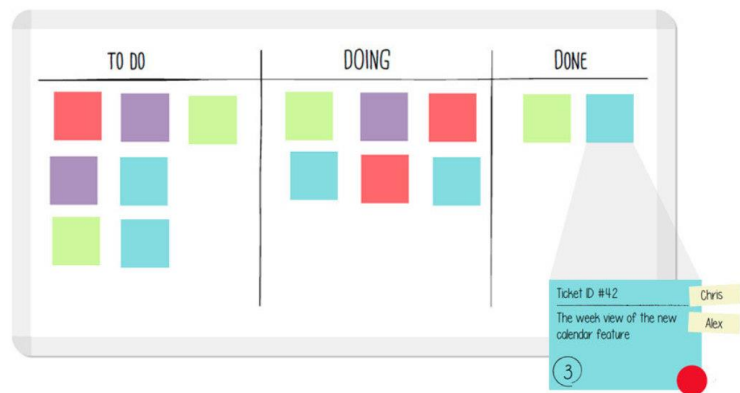 TO DO
DOING
DONE
Ticket ID #42
Chris
The week view of the new
calendar feature
Alex
3